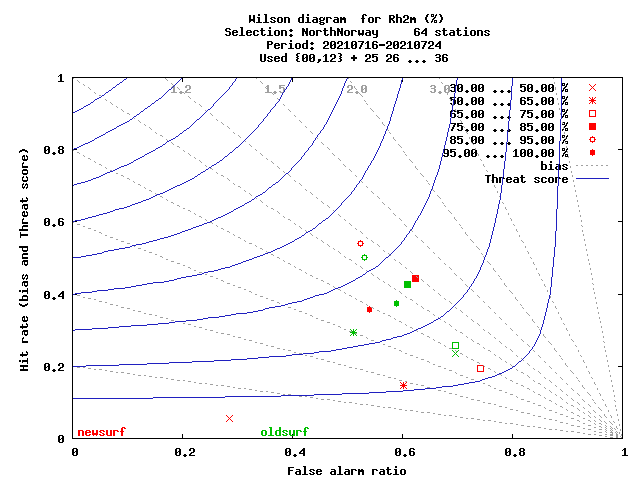 Wilson diagram  for Rh2m (%)
Selection: NorthNorway     64 stations
Period: 20210716-20210724
Used {00,12} + 25 26 ... 36
1
0.8
0.6
0.4
0.2
0
1.2
1.5
2.0
3.0
30.00 ... 50.00 %
50.00 ... 65.00 %
65.00 ... 75.00 %
75.00 ... 85.00 %
85.00 ... 95.00 %
95.00 ... 100.00 %
bias
Threat score
Hit rate (bias and Threat score)
newsurf
oldsurf
0
0.2
0.4
0.6
0.8
1
False alarm ratio